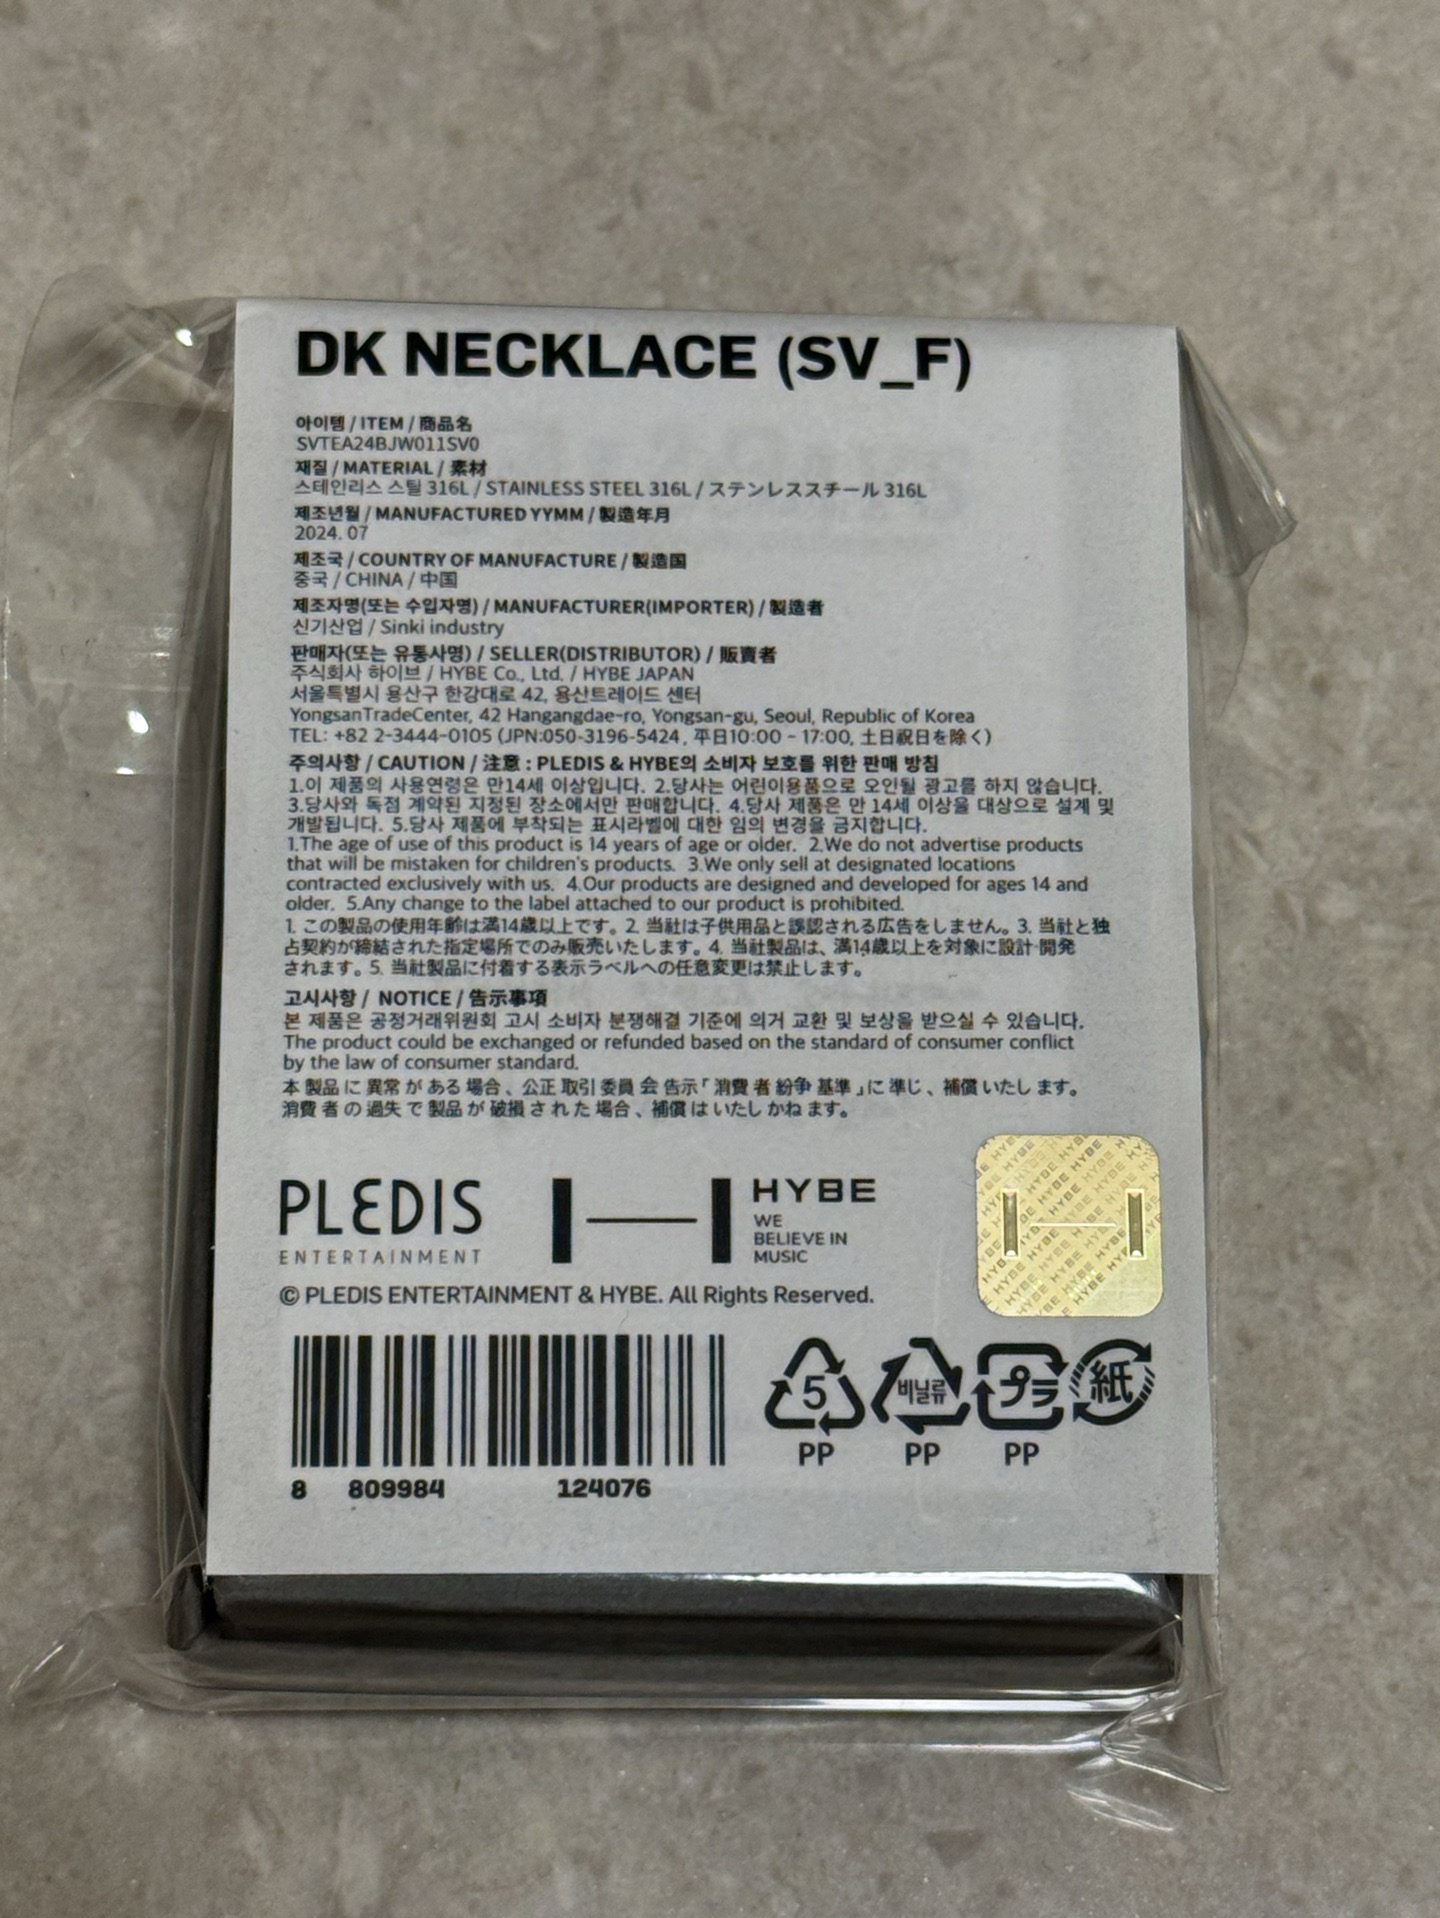 DK NECKLACE (SV_F)
아이템 / ITEM / 商品名
SVTEA24BJW011SV0
재질 / MATERIAL / 素材
스테인리스 스틸 316L / STAINLESS STEEL 316L / ステンレススチール 316L
제조년월 / MANUFACTURED YYMM / 製造年月
2024. 07
제조국 / COUNTRY OF MANUFACTURE / 製造国
중국 / CHINA / 中国
제조자명(또는 수입자명) / MANUFACTURER(IMPORTER) / 製造者
신기산업 / Sinki industry
판매자(또는 유통사명) / SELLER(DISTRIBUTOR) / 販賣者
주식회사 하이브 / HYBE Co., Ltd. / HYBE JAPAN
서울특별시 용산구 한강대로 42, 용산트레이드 센터
YongsanTradeCenter, 42 Hangangdae-ro, Yongsan-gu, Seoul, Republic of Korea
TEL: +82 2-3444-0105 (JPN:050-3196-5424, 平日10:00 - 17:00, 土日祝日を除く)
주의사항 / CAUTION / 注意 : PLEDIS & HYBE의 소비자 보호를 위한 판매 방침
1.이 제품의 사용연령은 만14세 이상입니다. 2.당사는 어린이용품으로 오인될 광고를 하지 않습니다.
3.당사와 독점 계약된 지정된 장소에서만 판매합니다. 4.당사 제품은 만 14세 이상을 대상으로 설계 및
개발됩니다. 5.당사 제품에 부착되는 표시라벨에 대한 임의 변경을 금지합니다.
1.The age of use of this product is 14 years of age or older. 2.We do not advertise products
that will be mistaken for children's products. 3.We only sell at designated locations
contracted exclusively with us. 4.Our products are designed and developed for ages 14 and
older. 5.Any change to the label attached to our product is prohibited.
1. この製品の使用年齢は満14歳以上です。2. 当社は子供用品と誤認される広告をしません。3. 当社と独
占契約が締結された指定場所でのみ販売いたします。4. 当社製品は、満14歳以上を対象に設計·開発
されます。5. 当社製品に付着する表示ラベルへの任意変更は禁止します。
고시사항 / NOTICE / 告示事項
본 제품은 공정거래위원회 고시 소비자 분쟁해결 기준에 의거 교환 및 보상을 받으실 수 있습니다.
The product could be exchanged or refunded based on the standard of consumer conflict
by the law of consumer standard.
本製品に異常がある場合、公正取引委員会告示「消費者紛争基準」に準じ、補償いたします。
消費者の過失で製品が破損された場合、補償はいたしかねます。
PLEDIS
ENTERTAINMENT
HYBE
WE
BELIEVE IN
MUSIC
© PLEDIS ENTERTAINMENT & HYBE. All Rights Reserved.
5 비닐류 プラ 紙
PP PP PP
8 809984 124076